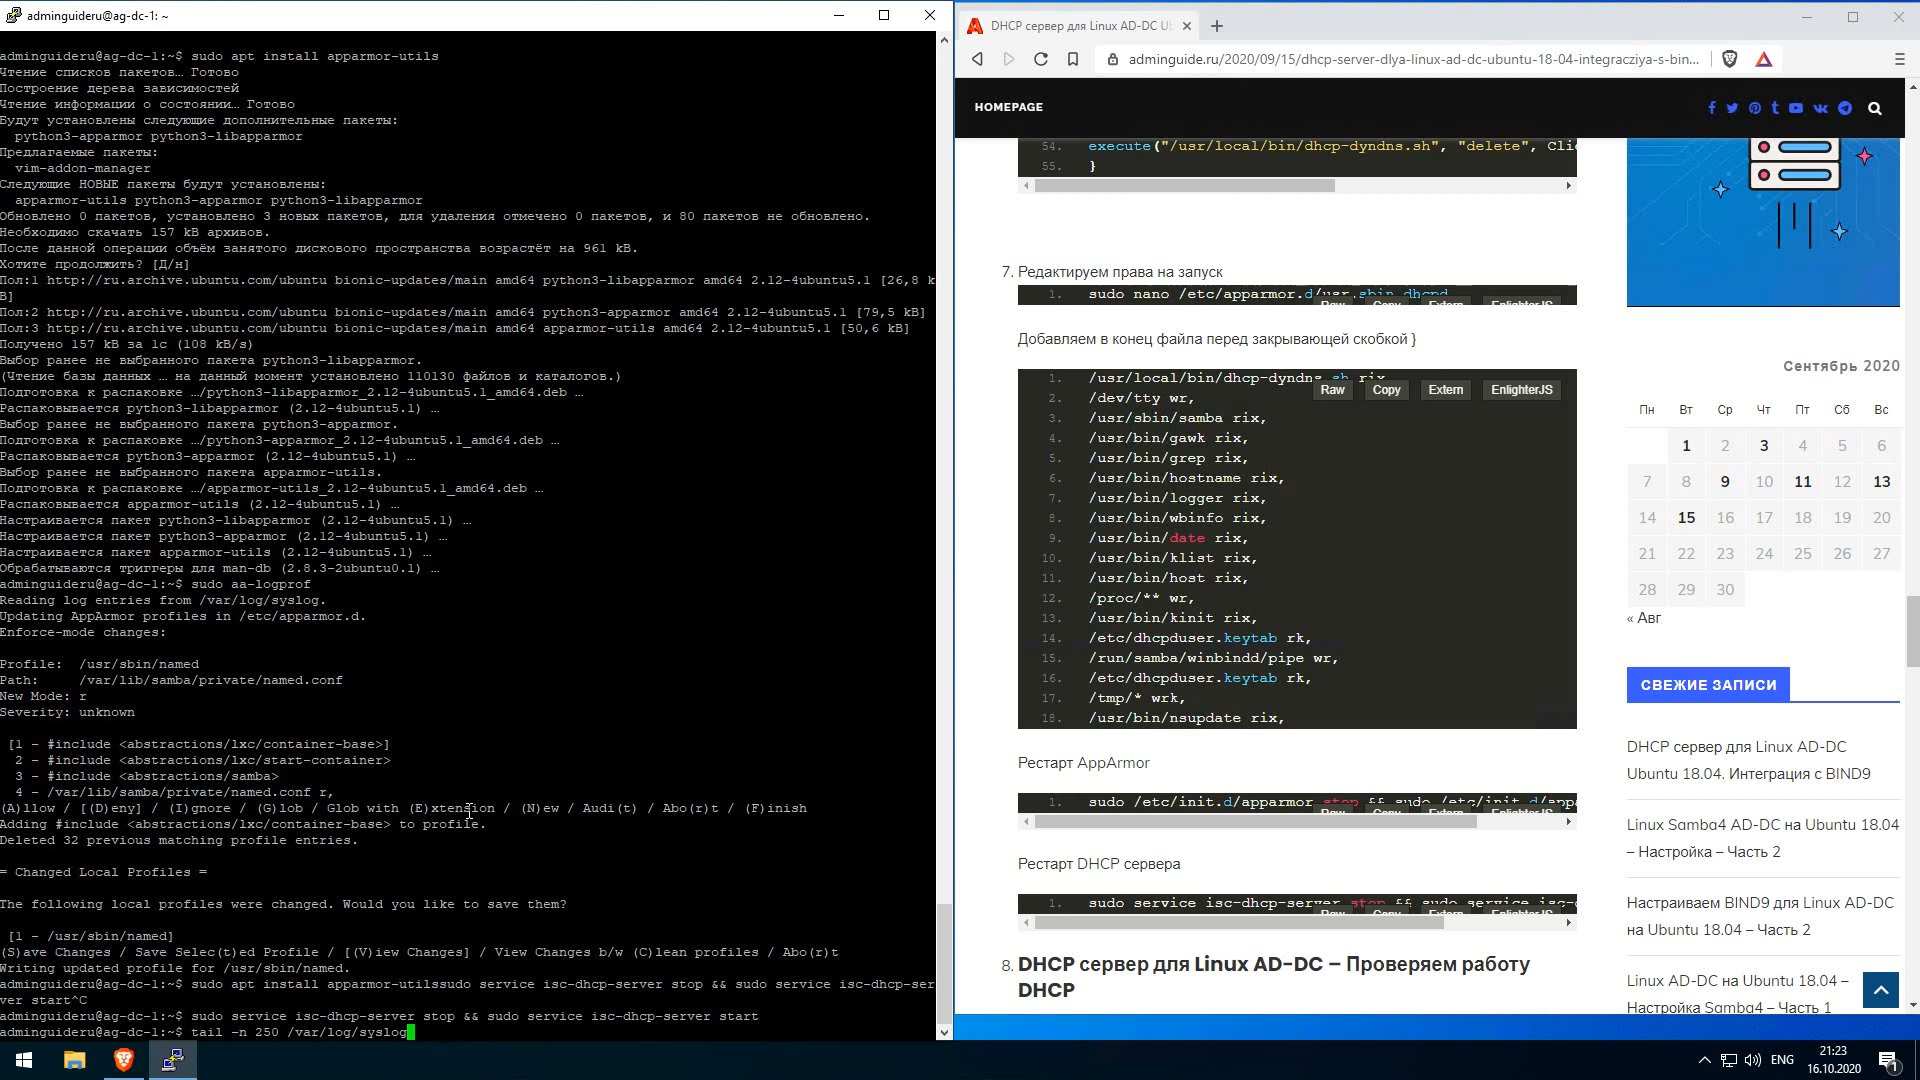 adminguideru@ag-dc-1: ~
adminguideru@ag-dc-1:~$ sudo apt install apparmor-utils
Чтение списков пакетов… Готово
Построение дерева зависимостей
Чтение информации о состоянии… Готово
Будут установлены следующие дополнительные пакеты:
python3-apparmor python3-libapparmor
Предлагаемые пакеты:
vim-addon-manager
Следующие НОВЫЕ пакеты будут установлены:
apparmor-utils python3-apparmor python3-libapparmor
Обновлено 0 пакетов, установлено 3 новых пакетов, для удаления отмечено 0 пакетов, и 80 пакетов не обновлено.
Необходимо скачать 157 kB архивов.
После данной операции объём занятого дискового пространства возрастёт на 961 kB.
Хотите продолжить? [Д/н]
Пол:1 http://ru.archive.ubuntu.com/ubuntu bionic-updates/main amd64 python3-libapparmor amd64 2.12-4ubuntu5.1 [26,8 k
B]
Пол:2 http://ru.archive.ubuntu.com/ubuntu bionic-updates/main amd64 python3-apparmor amd64 2.12-4ubuntu5.1 [79,5 kB]
Пол:3 http://ru.archive.ubuntu.com/ubuntu bionic-updates/main amd64 apparmor-utils amd64 2.12-4ubuntu5.1 [50,6 kB]
Получено 157 kB за 1с (108 kB/s)
Выбор ранее не выбранного пакета python3-libapparmor.
(Чтение базы данных … на данный момент установлено 110130 файлов и каталогов.)
Подготовка к распаковке …/python3-libapparmor_2.12-4ubuntu5.1_amd64.deb …
Распаковывается python3-libapparmor (2.12-4ubuntu5.1) …
Выбор ранее не выбранного пакета python3-apparmor.
Подготовка к распаковке …/python3-apparmor_2.12-4ubuntu5.1_amd64.deb …
Распаковывается python3-apparmor (2.12-4ubuntu5.1) …
Выбор ранее не выбранного пакета apparmor-utils.
Подготовка к распаковке …/apparmor-utils_2.12-4ubuntu5.1_amd64.deb …
Распаковывается apparmor-utils (2.12-4ubuntu5.1) …
Настраивается пакет python3-libapparmor (2.12-4ubuntu5.1) …
Настраивается пакет python3-apparmor (2.12-4ubuntu5.1) …
Настраивается пакет apparmor-utils (2.12-4ubuntu5.1) …
Обрабатываются триггеры для man-db (2.8.3-2ubuntu0.1) …
adminguideru@ag-dc-1:~$ sudo aa-logprof
Reading log entries from /var/log/syslog.
Updating AppArmor profiles in /etc/apparmor.d.
Enforce-mode changes:
Profile: /usr/sbin/named
Path: /var/lib/samba/private/named.conf
New Mode: r
Severity: unknown
[1 - #include <abstractions/lxc/container-base>]
2 - #include <abstractions/lxc/start-container>
3 - #include <abstractions/samba>
4 - /var/lib/samba/private/named.conf r,
(A)llow / [(D)eny] / (I)gnore / (G)lob / Glob with (E)xtension / (N)ew / Audi(t) / Abo(r)t / (F)inish
Adding #include <abstractions/lxc/container-base> to profile.
Deleted 32 previous matching profile entries.
= Changed Local Profiles =
The following local profiles were changed. Would you like to save them?
[1 - /usr/sbin/named]
(S)ave Changes / Save Selec(t)ed Profile / [(V)iew Changes] / View Changes b/w (C)lean profiles / Abo(r)t
Writing updated profile for /usr/sbin/named.
adminguideru@ag-dc-1:~$ sudo apt install apparmor-utilssudo service isc-dhcp-server stop && sudo service isc-dhcp-ser
ver start^C
adminguideru@ag-dc-1:~$ sudo service isc-dhcp-server stop && sudo service isc-dhcp-server start
adminguideru@ag-dc-1:~$ tail -n 250 /var/log/syslog
DHCP сервер для Linux AD-DC U
adminguide.ru/2020/09/15/dhcp-server-dlya-linux-ad-dc-ubuntu-18-04-integracziya-s-bin...
HOMEPAGE
54. execute("/usr/local/bin/dhcp-dyndns.sh", "delete", Cli
55. }
7. Редактируем права на запуск
1. sudo nano /etc/apparmor.d/usr.sbin.dhcpd
Raw Copy Extern EnlighterJS
Добавляем в конец файла перед закрывающей скобкой }
1. /usr/local/bin/dhcp-dyndns.sh rix
Raw Copy Extern EnlighterJS
2. /dev/tty wr,
3. /usr/sbin/samba rix,
4. /usr/bin/gawk rix,
5. /usr/bin/grep rix,
6. /usr/bin/hostname rix,
7. /usr/bin/logger rix,
8. /usr/bin/wbinfo rix,
9. /usr/bin/date rix,
10. /usr/bin/klist rix,
11. /usr/bin/host rix,
12. /proc/** wr,
13. /usr/bin/kinit rix,
14. /etc/dhcpduser.keytab rk,
15. /run/samba/winbindd/pipe wr,
16. /etc/dhcpduser.keytab rk,
17. /tmp/* wrk,
18. /usr/bin/nsupdate rix,
Рестарт AppArmor
1. sudo /etc/init.d/apparmor stop && sudo /etc/init.d/appa
Raw Copy Extern EnlighterJS
Рестарт DHCP сервера
1. sudo service isc-dhcp-server stop && sudo service isc-
Raw Copy Extern EnlighterJS
8. DHCP сервер для Linux AD-DC – Проверяем работу
DHCP
Сентябрь 2020
Пн Вт Ср Чт Пт Сб Вс
1 2 3 4 5 6
7 8 9 10 11 12 13
14 15 16 17 18 19 20
21 22 23 24 25 26 27
28 29 30
« Авг
СВЕЖИЕ ЗАПИСИ
DHCP сервер для Linux AD-DC
Ubuntu 18.04. Интеграция с BIND9
Linux Samba4 AD-DC на Ubuntu 18.04
– Настройка – Часть 2
Настраиваем BIND9 для Linux AD-DC
на Ubuntu 18.04 – Часть 2
Linux AD-DC на Ubuntu 18.04 –
Настройка Samba4 – Часть 1
ENG
21:23
16.10.2020
1